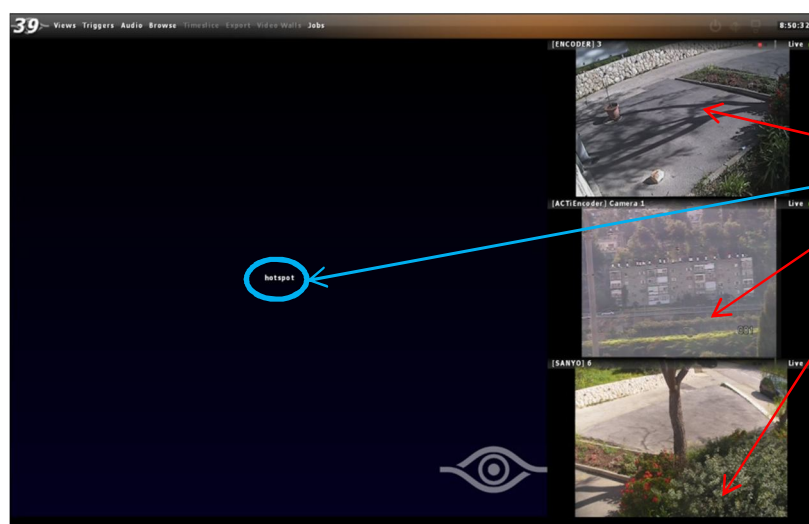 39 Views Triggers Audio Browse Timeslice Export Video Walls Jobs 8:50:32
[ENCODER] 3 Live
[ACTiEncoder] Camera 1 Live
hotspot
[SANYO] 6 Live